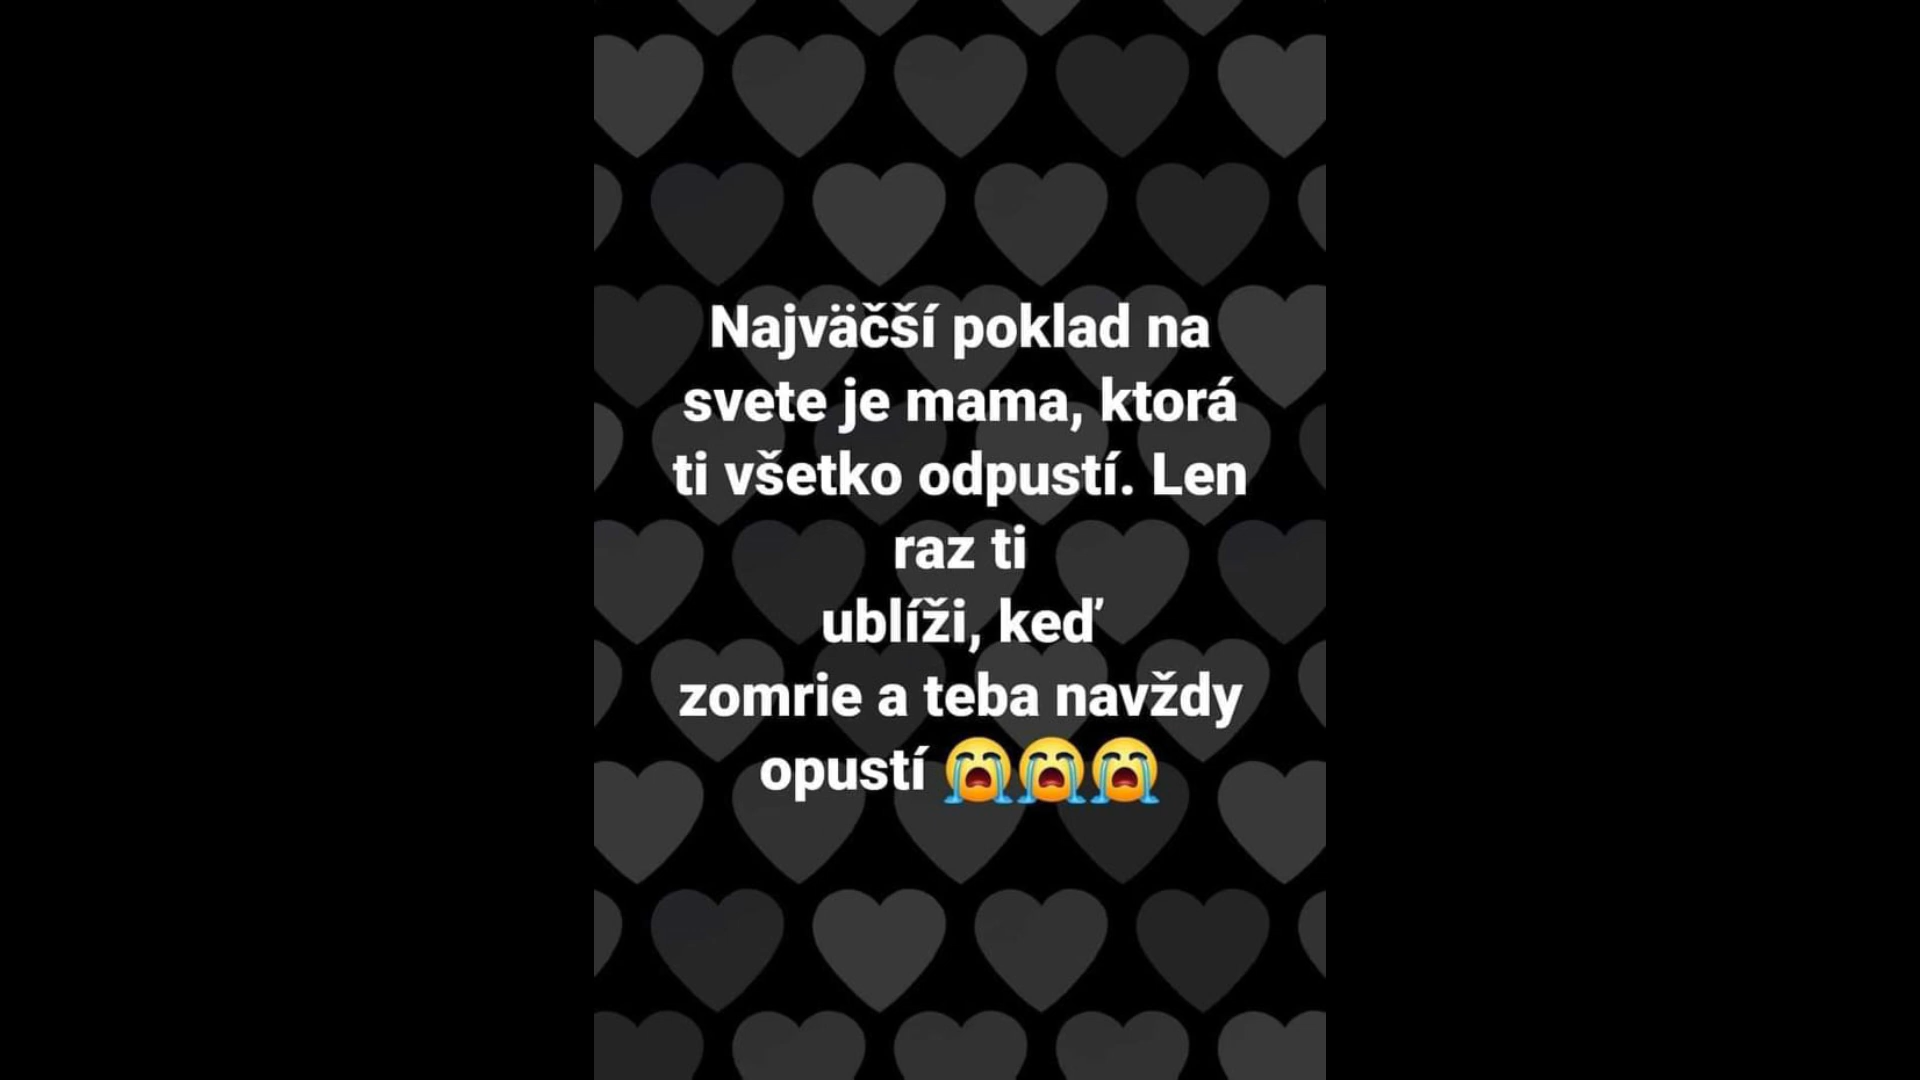 Najväčší poklad na
svete je mama, ktorá
ti všetko odpustí. Len
raz ti
ublíži, keď
zomrie a teba navždy
opustí 😭😭😭